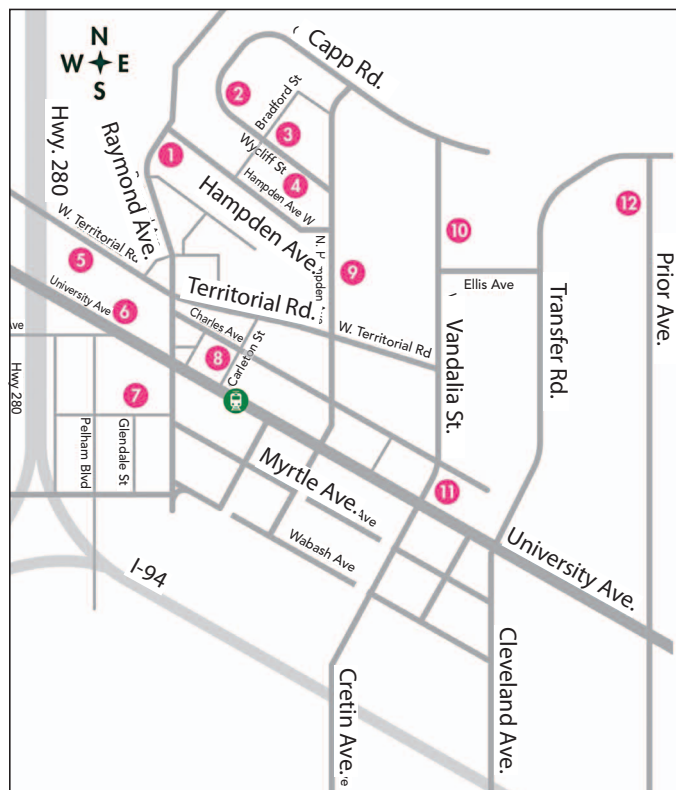 N
W E
S
Capp Rd.
Hwy. 280
Raymond Ave.
2
Bradford St
3
1
Wycliff St
4
Hampden Ave W
Hampden Ave.
12
W. Territorial Rd
5
10
9
Prior Ave.
Ellis Ave
University Ave
6
Territorial Rd.
Transfer Rd.
Charles Ave
W. Territorial Rd
Vandalia St.
Ave
8
Carleton St
Hwy 280
7
Pelham Blvd
Glendale St
Myrtle Ave.
Ave
11
Wabash Ave
University Ave.
I-94
Cretin Ave.
Cleveland Ave.